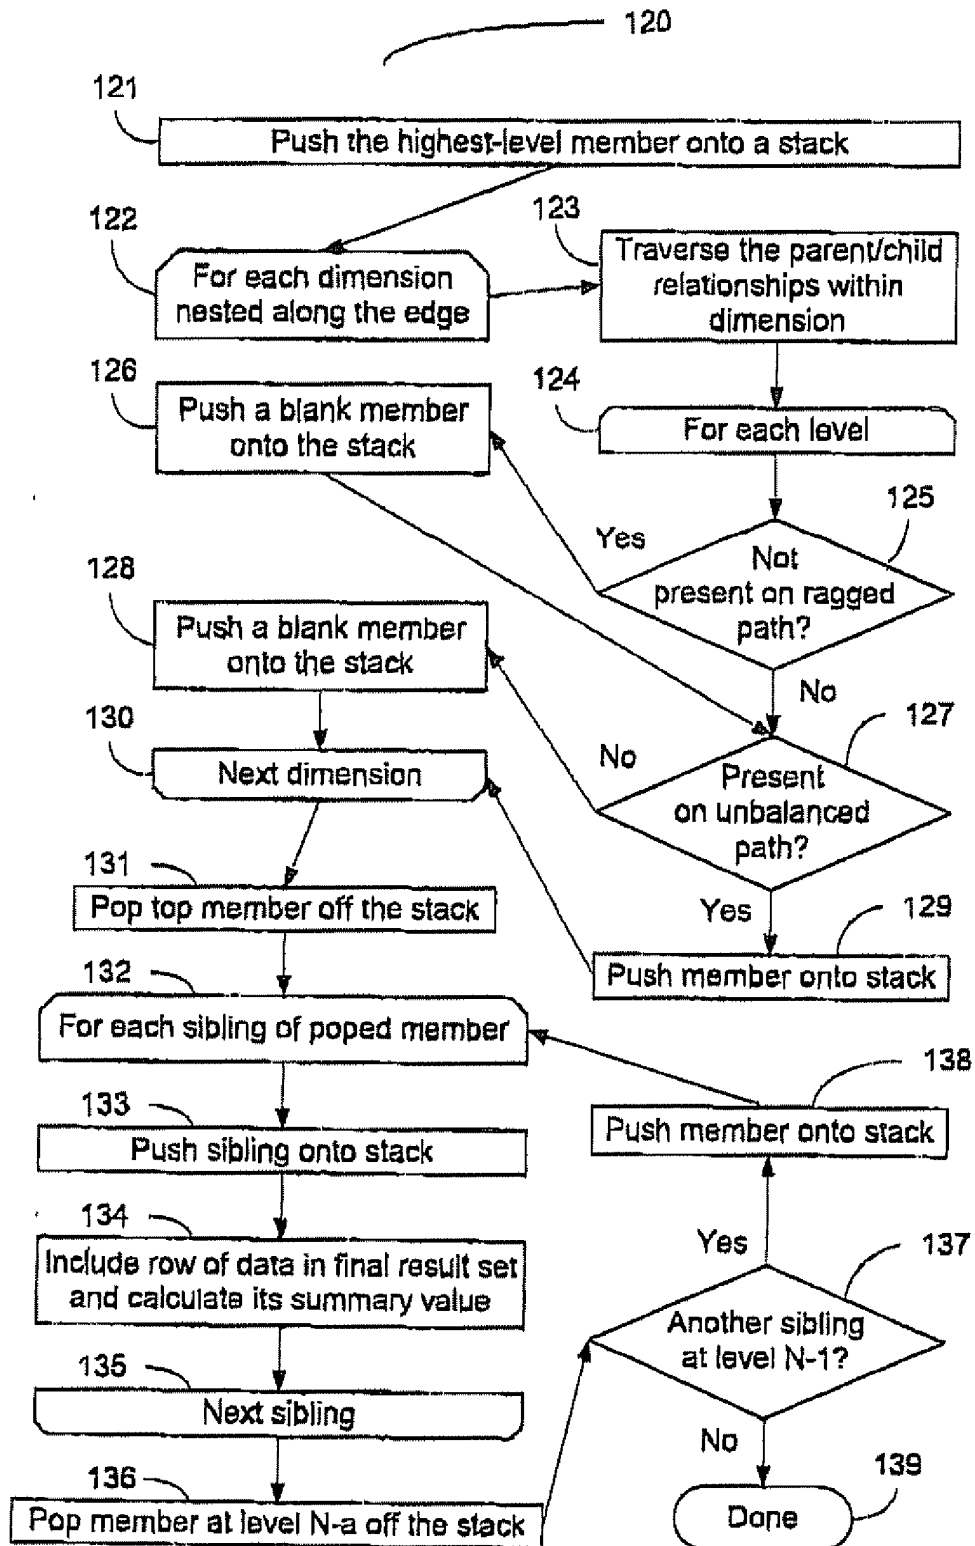 120
121
Push the highest-level member onto a stack
122
For each dimension
nested along the edge
123
Traverse the parent/child
relationships within
dimension
126
Push a blank member
onto the stack
124
For each level
125
Yes
Not
present on ragged
path?
No
128
Push a blank member
onto the stack
127
No
Present
on unbalanced
path?
Yes
130
Next dimension
129
Push member onto stack
131
Pop top member off the stack
132
For each sibling of poped member
133
Push sibling onto stack
138
Push member onto stack
134
Include row of data in final result set
and calculate its summary value
Yes
137
Another sibling
at level N-1?
135
Next sibling
No
136
Pop member at level N-a off the stack
139
Done